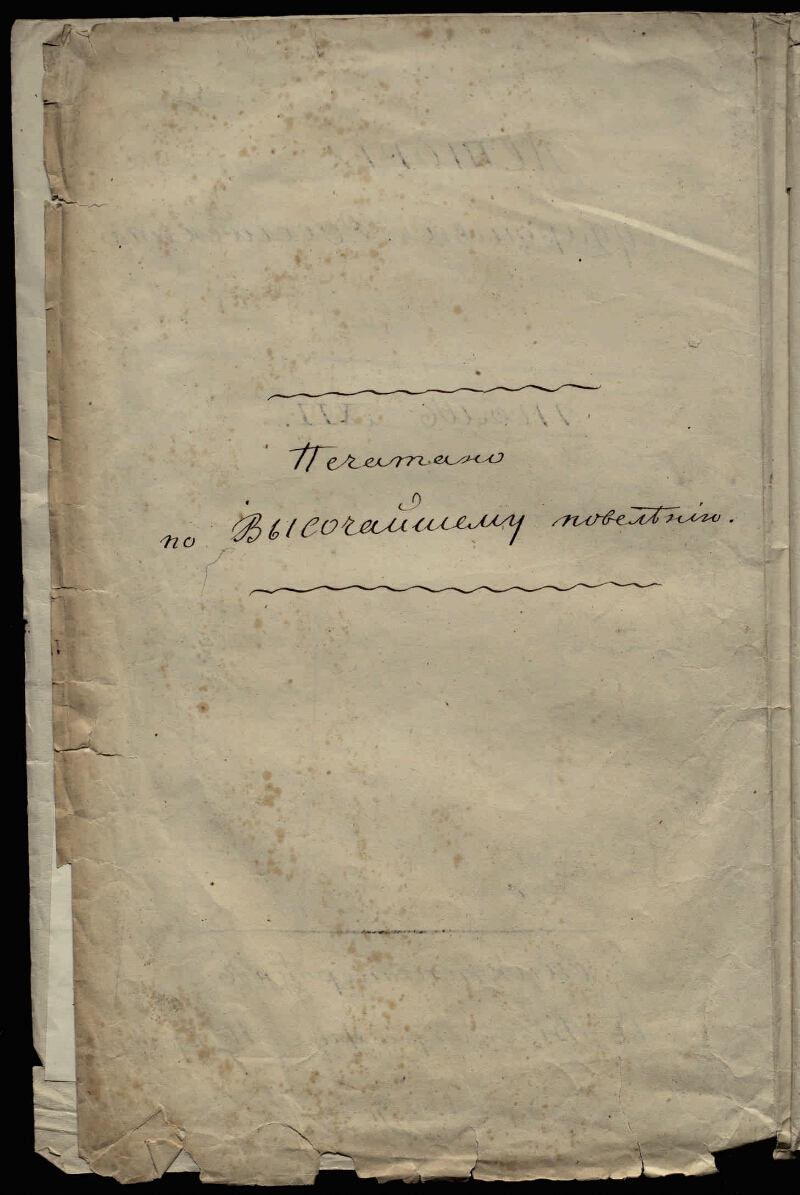 Печатано
по Высочайшему повелѣнію.